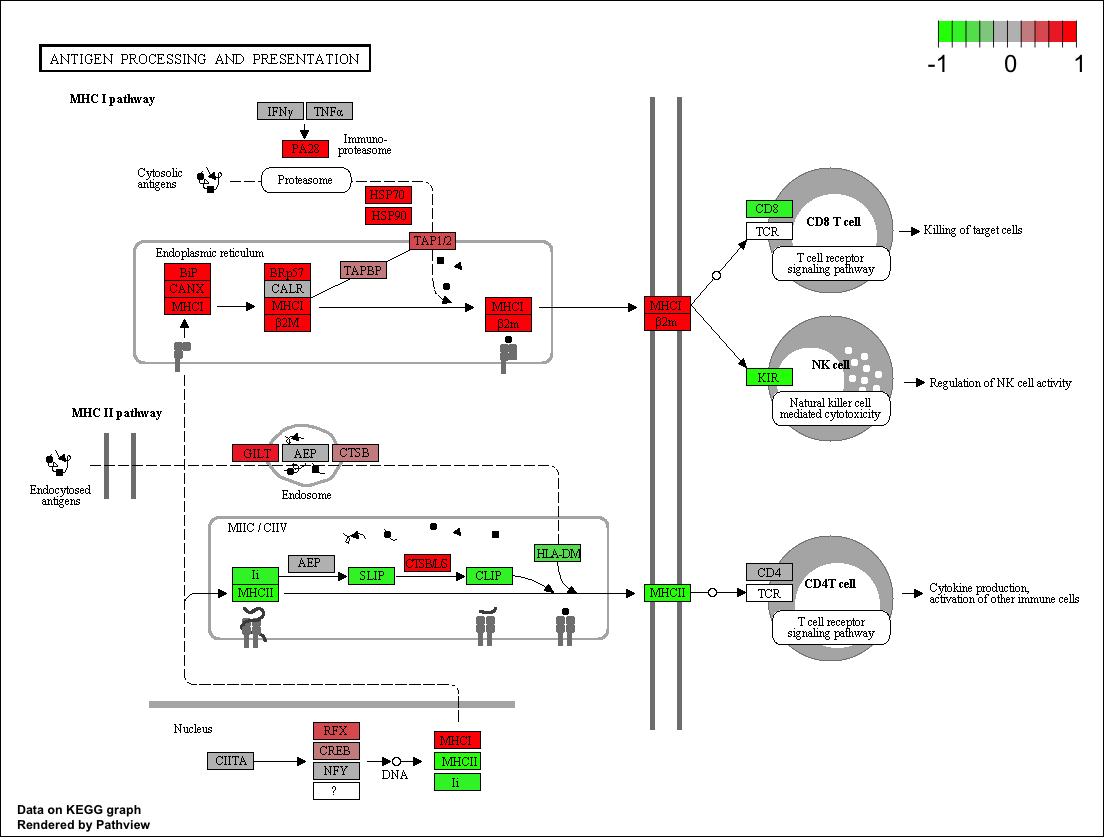 ANTIGEN PROCESSING AND PRESENTATION
-1 0 1
MHC I pathway
IFNγ TNFα
PA28
Immuno-
proteasome
Cytosolic
antigens
Proteasome
HSP70
HSP90
TAP1/2
Endoplasmic reticulum
BiP
CANX
MHCI
BRp57
CALR
MHCI
β2M
TAPBP
MHCI
β2m
MHCI
β2m
CD8
TCR
CD8 T cell
T cell receptor
signaling pathway
Killing of target cells
KIR
NK cell
Natural killer cell
mediated cytotoxicity
Regulation of NK cell activity
MHC II pathway
Endocytosed
antigens
GILT AEP CTSB
Endosome
MIIC / CIIV
Ii
MHCII
AEP
SLIP
CTSB/LS
CLIP
HLA-DM
MHCII
CD4
TCR
CD4T cell
T cell receptor
signaling pathway
Cytokine production,
activation of other immune cells
Nucleus
CIITA
RFX
CREB
NFY
?
DNA
MHCI
MHCII
Ii
Data on KEGG graph
Rendered by Pathview